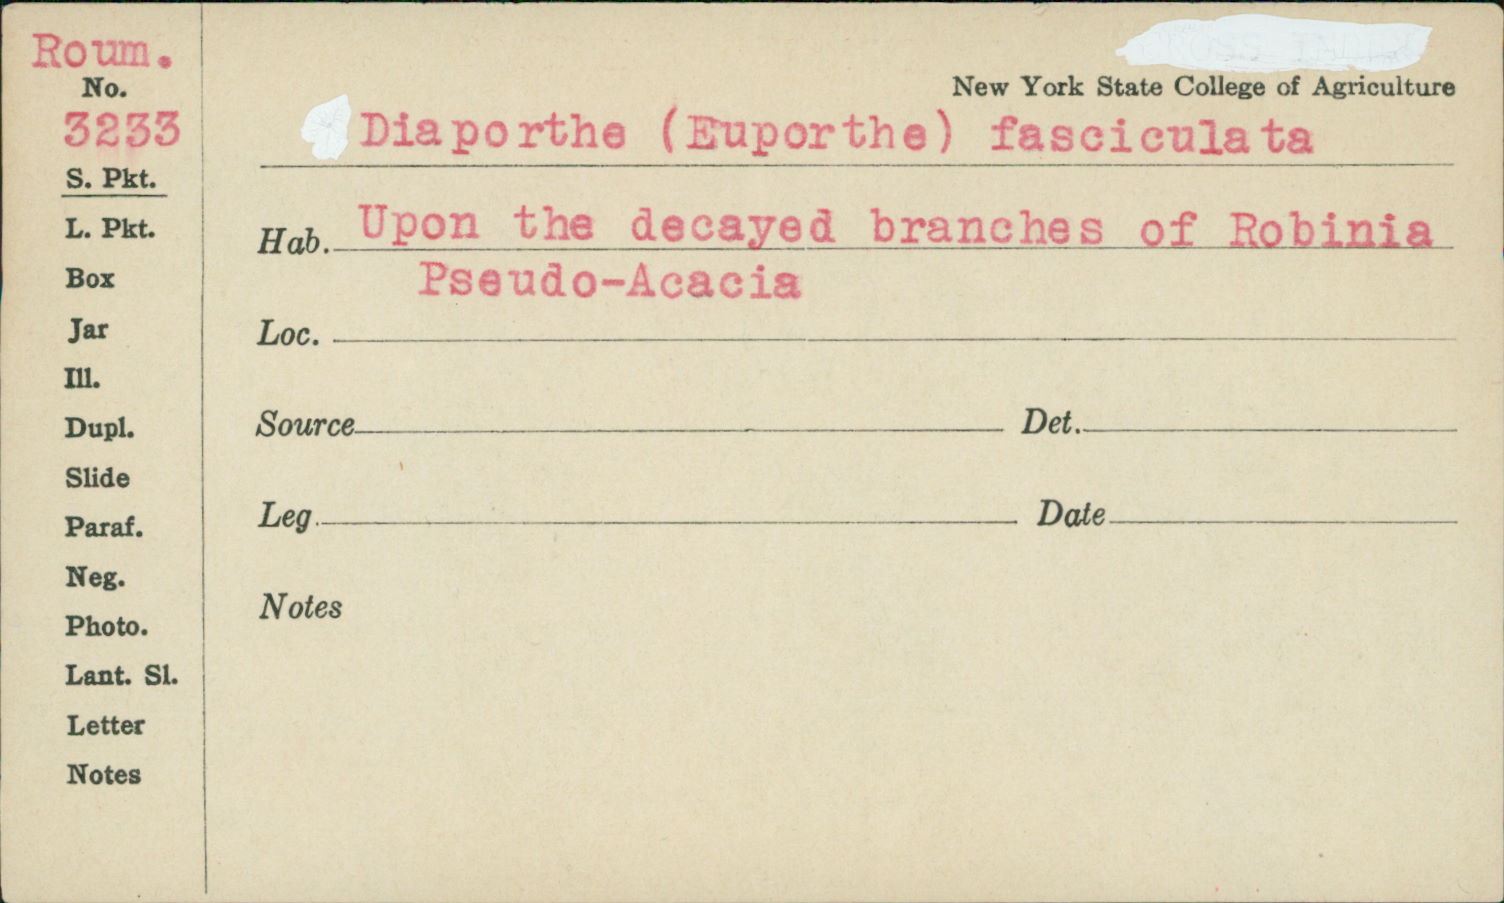 Roum.
No.
3233
S. Pkt.
L. Pkt.
Box
Jar
Ill.
Dupl.
Slide
Paraf.
Neg.
Photo.
Lant. Sl.
Letter
Notes
New York State College of Agriculture
Diaporthe (Euporthe) fasciculata
Hab. Upon the decayed branches of Robinia
Pseudo-Acacia
Loc.
Source Det.
Leg. Date
Notes